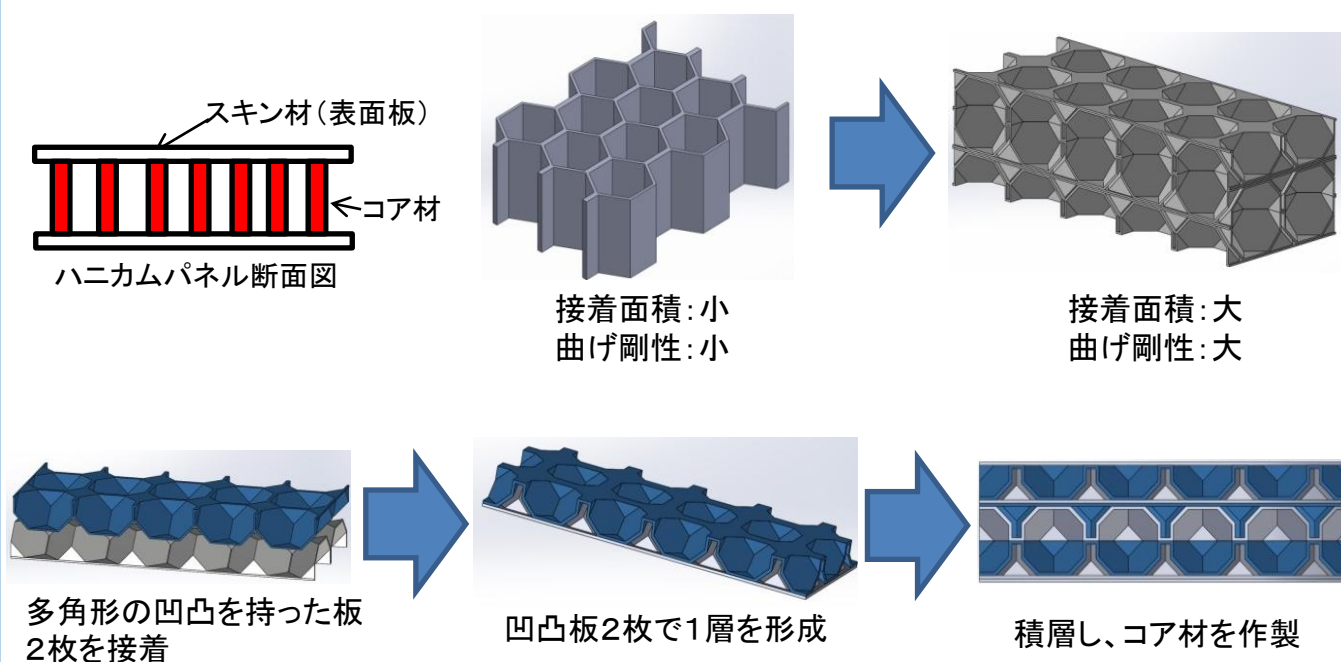 スキン材(表面板)
コア材
ハニカムパネル断面図
接着面積:小
曲げ剛性:小
接着面積:大
曲げ剛性:大
多角形の凹凸を持った板
2枚を接着
凹凸板2枚で1層を形成
積層し、コア材を作製